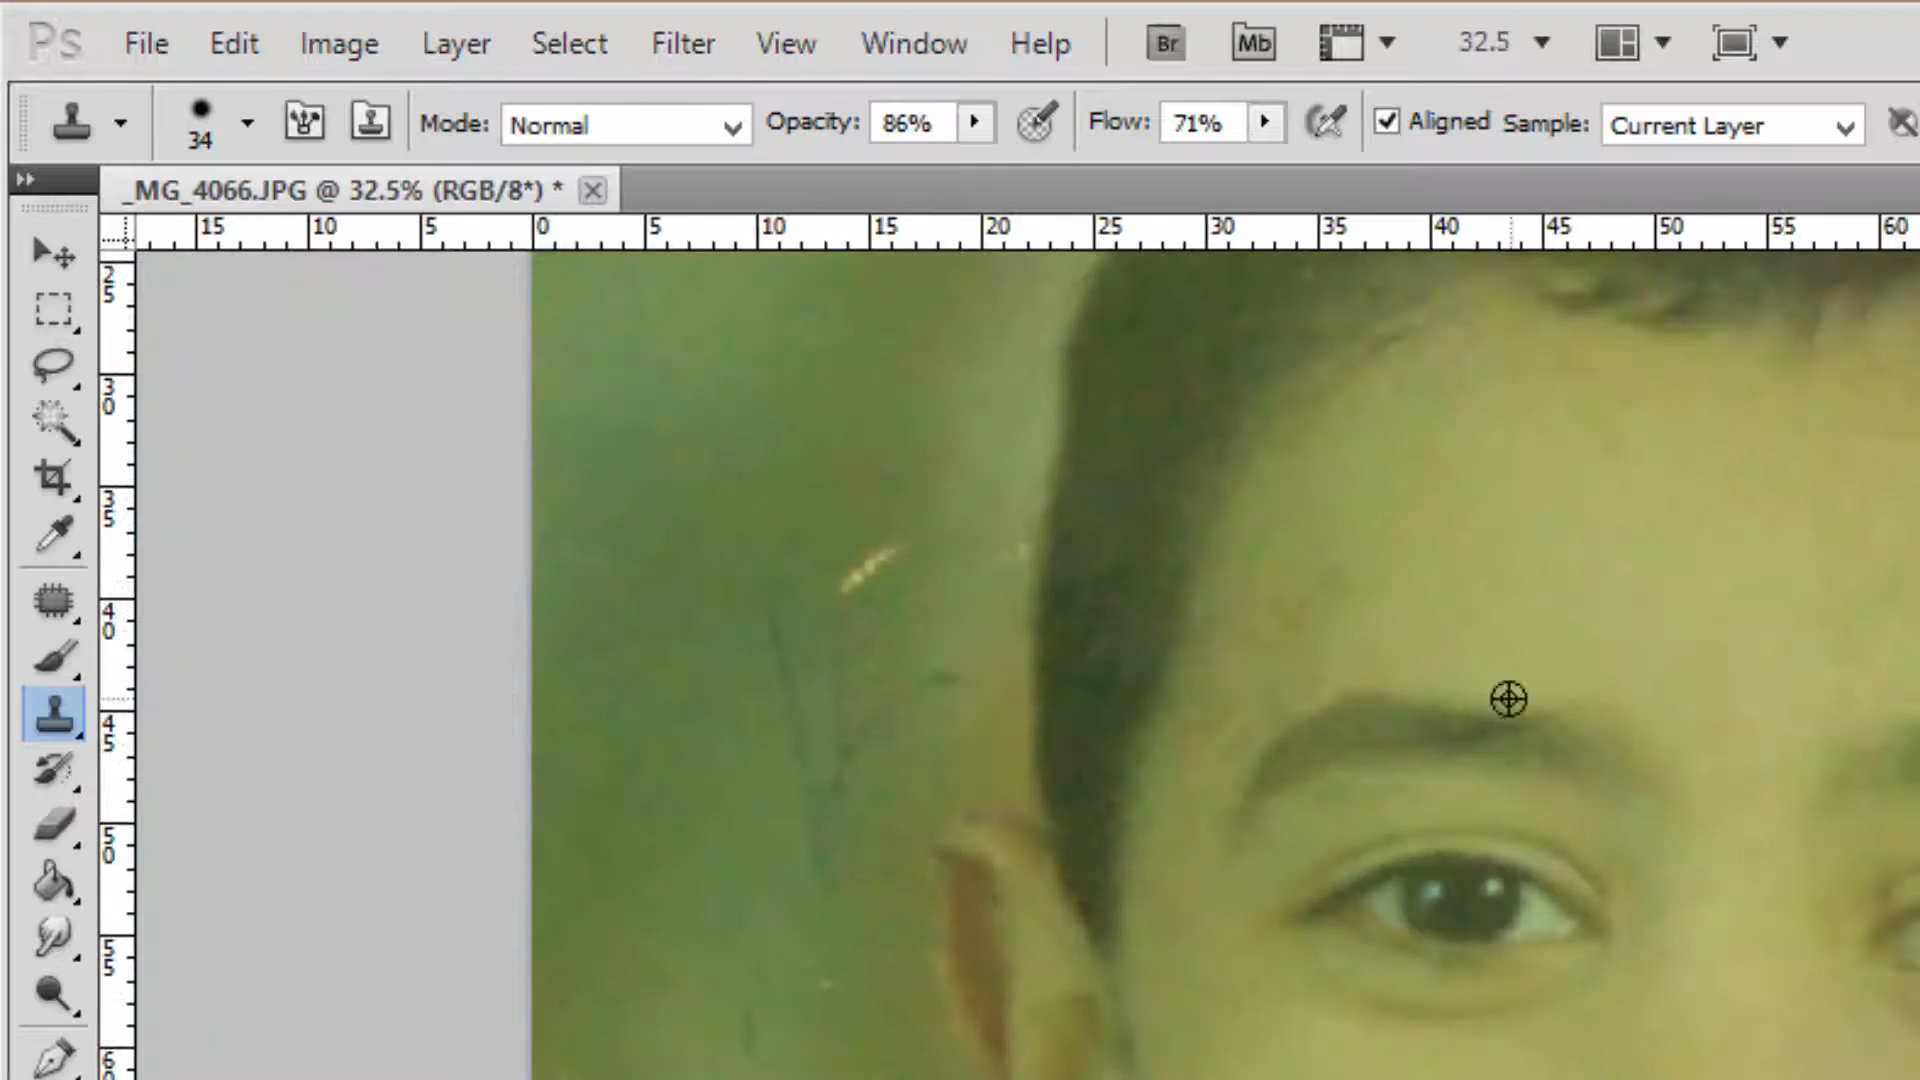 Ps File Edit Image Layer Select Filter View Window Help Br Mb 32.5
34 Mode: Normal Opacity: 86% Flow: 71% Aligned Sample: Current Layer
_MG_4066.JPG @ 32.5% (RGB/8*) *
15 10 5 0 5 10 15 20 25 30 35 40 45 50 55 60
25
30
35
40
45
50
55
6